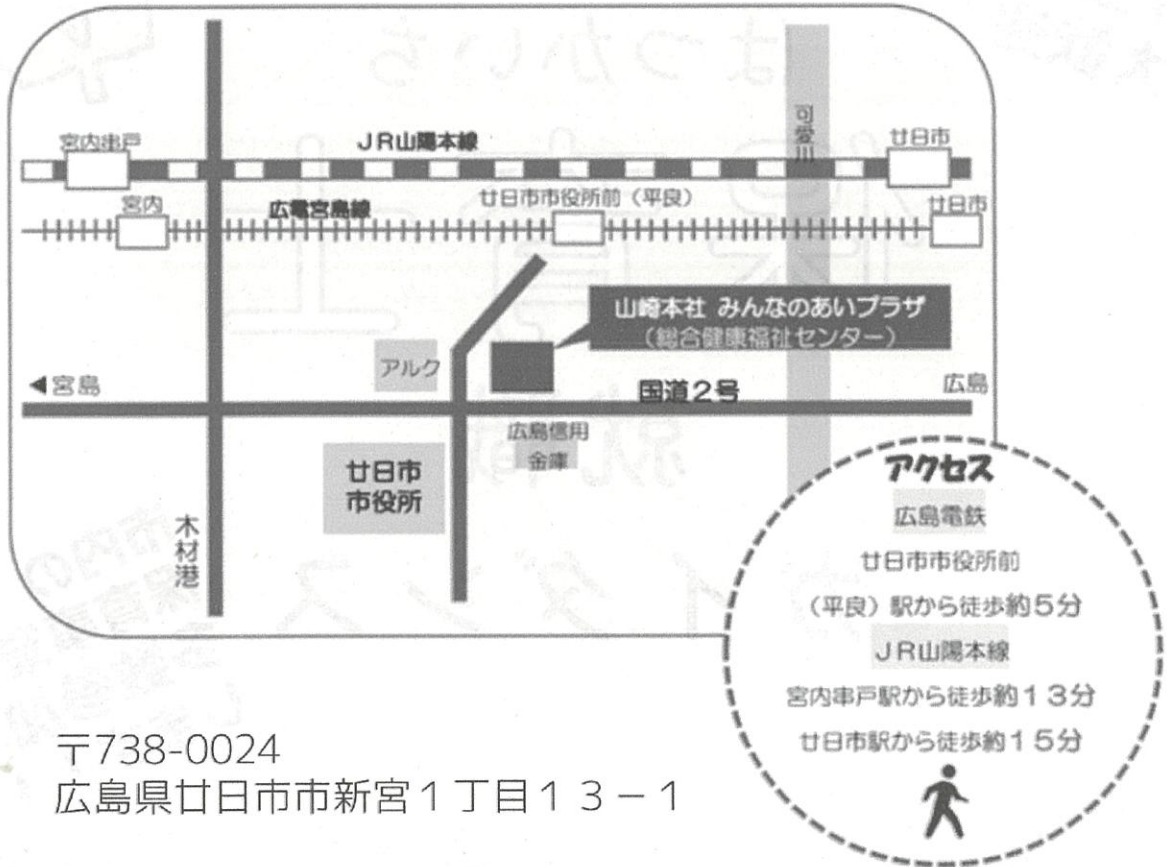 可愛川
宮内串戸
JR山陽本線
廿日市
宮内
広電宮島線
廿日市市役所前（平良）
廿日市
山崎本社 みんなのあいプラザ
（総合健康福祉センター）
アルク
◀宮島
国道2号
広島
広島信用
金庫
廿日市
市役所
木材港
アクセス
広島電鉄
廿日市市役所前
（平良）駅から徒歩約5分
JR山陽本線
宮内串戸駅から徒歩約13分
廿日市駅から徒歩約15分
〒738-0024
広島県廿日市市新宮1丁目13－1